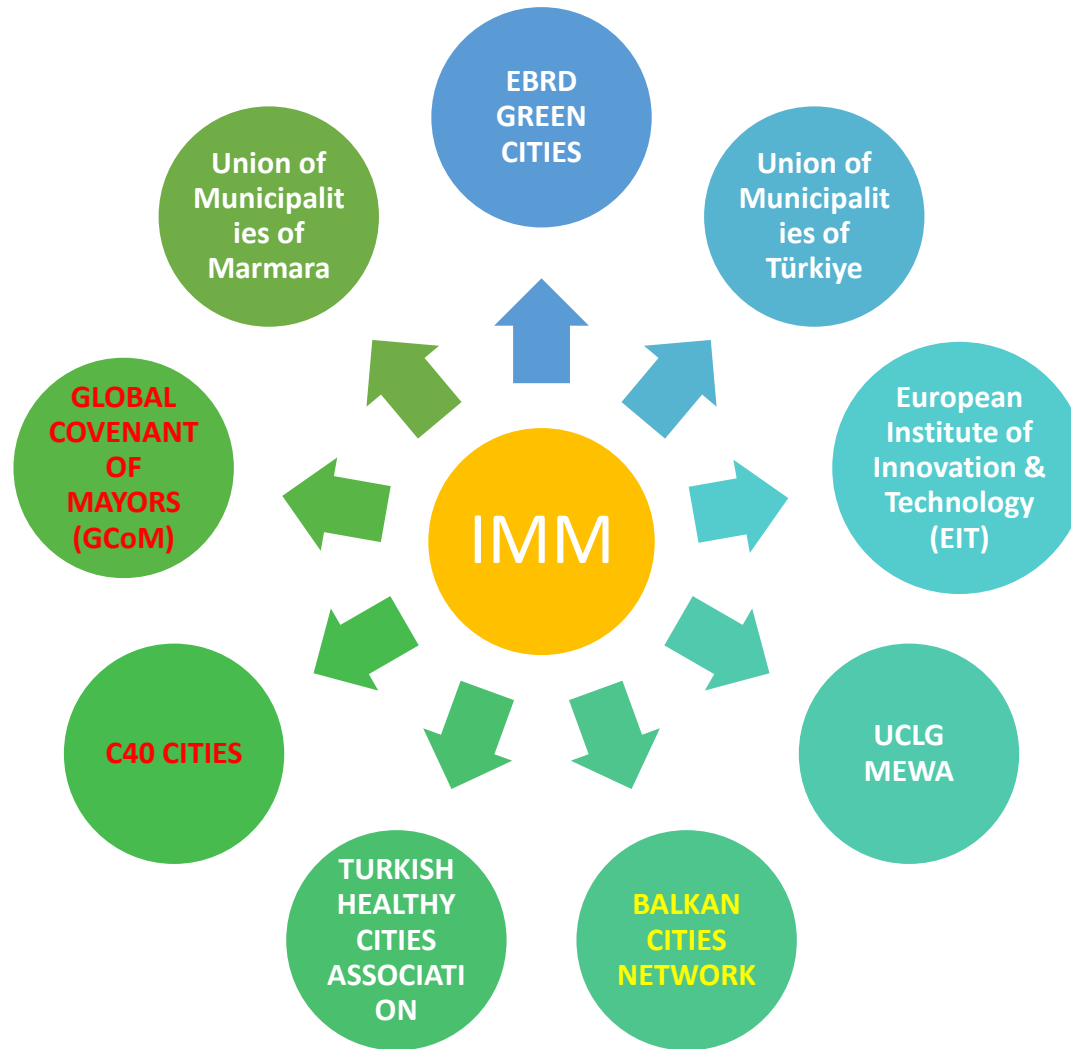 EBRD
GREEN
CITIES
Union of
Municipalit
ies of
Türkiye
European
Institute of
Innovation &
Technology
(EIT)
UCLG
MEWA
BALKAN
CITIES
NETWORK
TURKISH
HEALTHY
CITIES
ASSOCIATI
ON
C40 CITIES
GLOBAL
COVENANT
OF
MAYORS
(GCoM)
Union of
Municipalit
ies of
Marmara
IMM